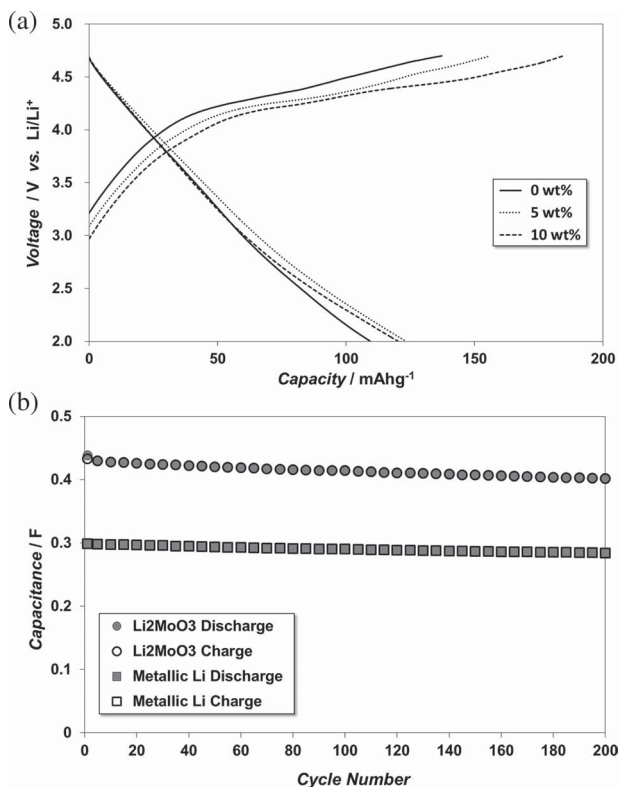 (a)
5.0
4.5
4.0
3.5
3.0
2.5
2.0
Voltage / V vs. Li/Li+
0 wt%
5 wt%
10 wt%
0 50 100 150 200
Capacity / mAhg-1
(b)
0.5
0.4
0.3
0.2
0.1
0
Capacitance / F
Li2MoO3 Discharge
Li2MoO3 Charge
Metallic Li Discharge
Metallic Li Charge
0 20 40 60 80 100 120 140 160 180 200
Cycle Number